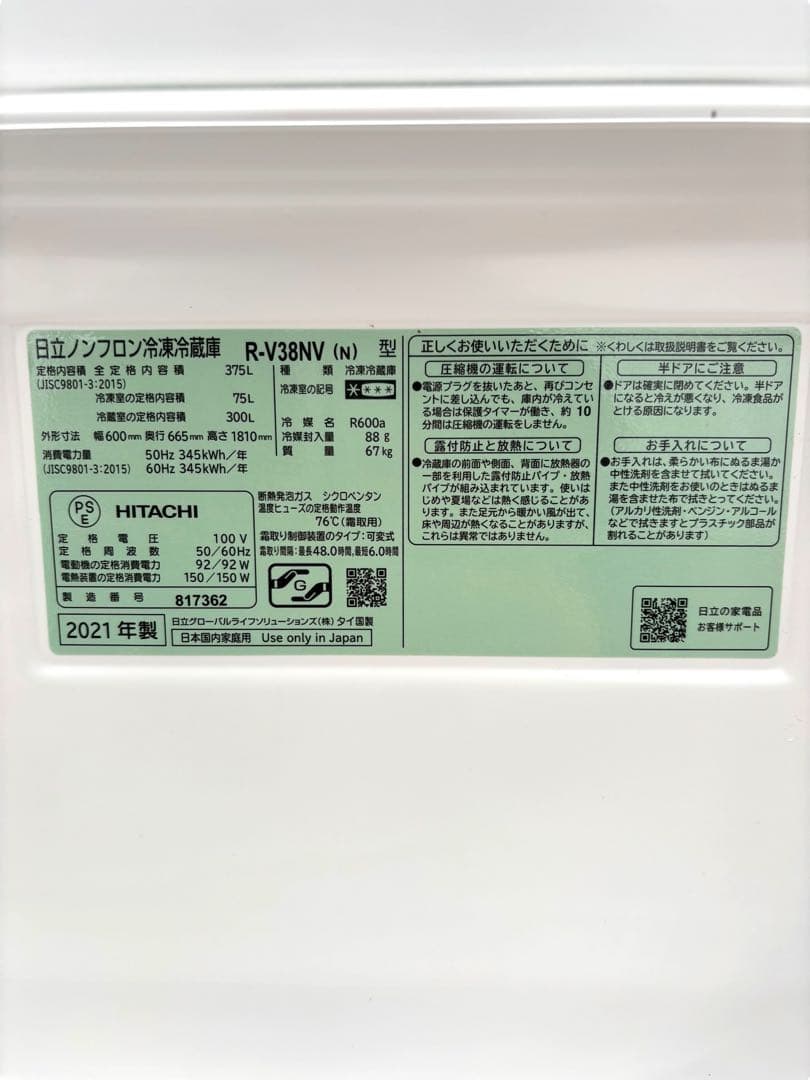 日立ノンフロン冷凍冷蔵庫 R-V38NV (N) 型
定格内容積 全定格内容積 375L
(JISC9801-3:2015)
冷凍室の定格内容積 75L
冷蔵室の定格内容積 300L
外形寸法 幅600mm 奥行665mm 高さ1810mm
消費電力量 50Hz 345kWh/年
(JISC9801-3:2015) 60Hz 345kWh/年
種類 冷凍冷蔵庫
冷凍室の記号 ****
冷媒名 R600a
冷媒封入量 88g
質量 67kg
PS
E
HITACHI
定格電圧 100V
定格周波数 50/60Hz
電動機の定格消費電力 92/92W
電熱装置の定格消費電力 150/150W
製造番号 817362
断熱発泡ガス シクロペンタン
温度ヒューズの定格動作温度
76℃(霜取用)
霜取り制御装置のタイプ:可変式
霜取り間隔:最長48.0時間、最短6.0時間
G
2021年製
日立グローバルライフソリューションズ(株) タイ国製
日本国内家庭用 Use only in Japan
正しくお使いいただくために ※くわしくは取扱説明書をご覧ください。
圧縮機の運転について
●電源プラグを抜いたあと、再びコンセ
ントに差し込んでも、庫内が冷えてい
る場合は保護タイマーが働き、約10
分間は圧縮機の運転をしません。
露付防止と放熱について
●冷蔵庫の前面や側面、背面に放熱器の
一部を利用した露付防止パイプ・放熱
パイプが組み込まれています。使いは
じめや夏場などは熱く感じることがあ
ります。また足元から暖かい風が出て、
床や周辺が熱くなることがありますが、
これらは異常ではありません。
半ドアにご注意
●ドアは確実に閉めてください。半ドア
になると冷えが悪くなり、冷凍食品が
とける原因になります。
お手入れについて
●お手入れは、柔らかい布にぬるま湯か
中性洗剤を含ませて拭いてください。
また中性洗剤をお使いのときはぬるま
湯を含ませた布で拭きとってください。
(アルカリ性洗剤・ベンジン・アルコール
などで拭きますとプラスチック部品が
割れることがあります)
日立の家電品
お客様サポート